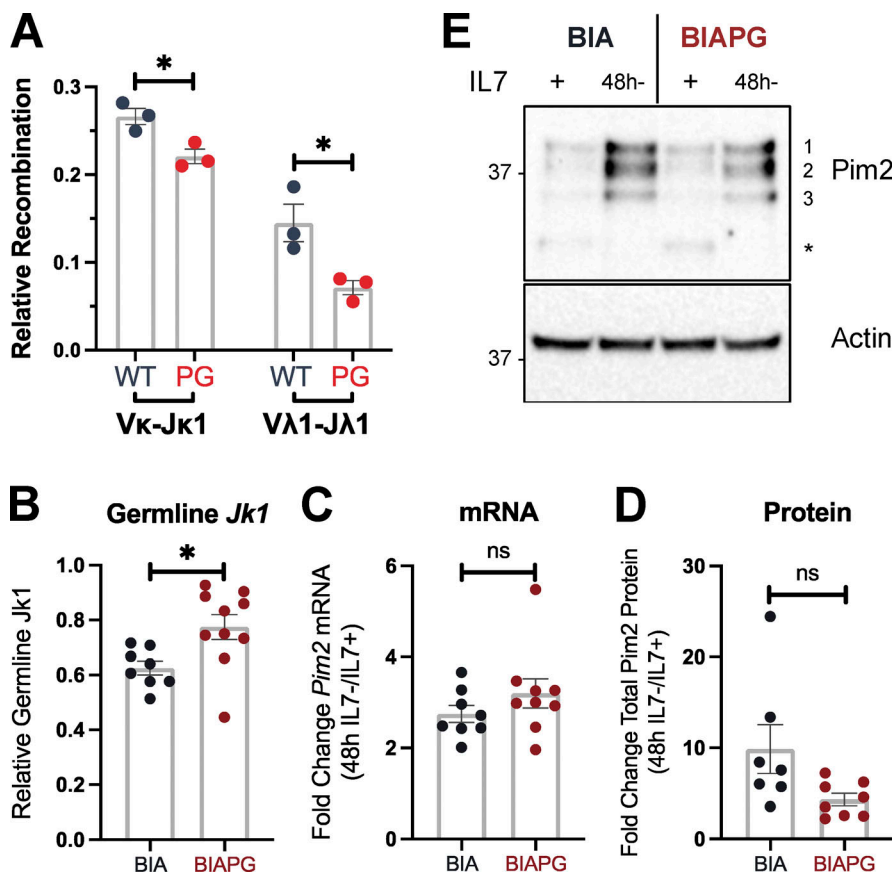 A
*
*
Relative Recombination
0.3
0.2
0.1
0.0
WT PG WT PG
Vκ-Jκ1 Vλ1-Jλ1
E
BIA BIAPG
IL7 + 48h- + 48h-
37 -
1
2
3
*
Pim2
37 -
Actin
B
Germline Jk1
*
Relative Germline Jk1
1.0
0.8
0.6
0.4
0.2
0.0
BIA BIAPG
C
mRNA
ns
Fold Change Pim2 mRNA
(48h IL7-/IL7+)
6
4
2
0
BIA BIAPG
D
Protein
ns
Fold Change Total Pim2 Protein
(48h IL7-/IL7+)
30
20
10
0
BIA BIAPG